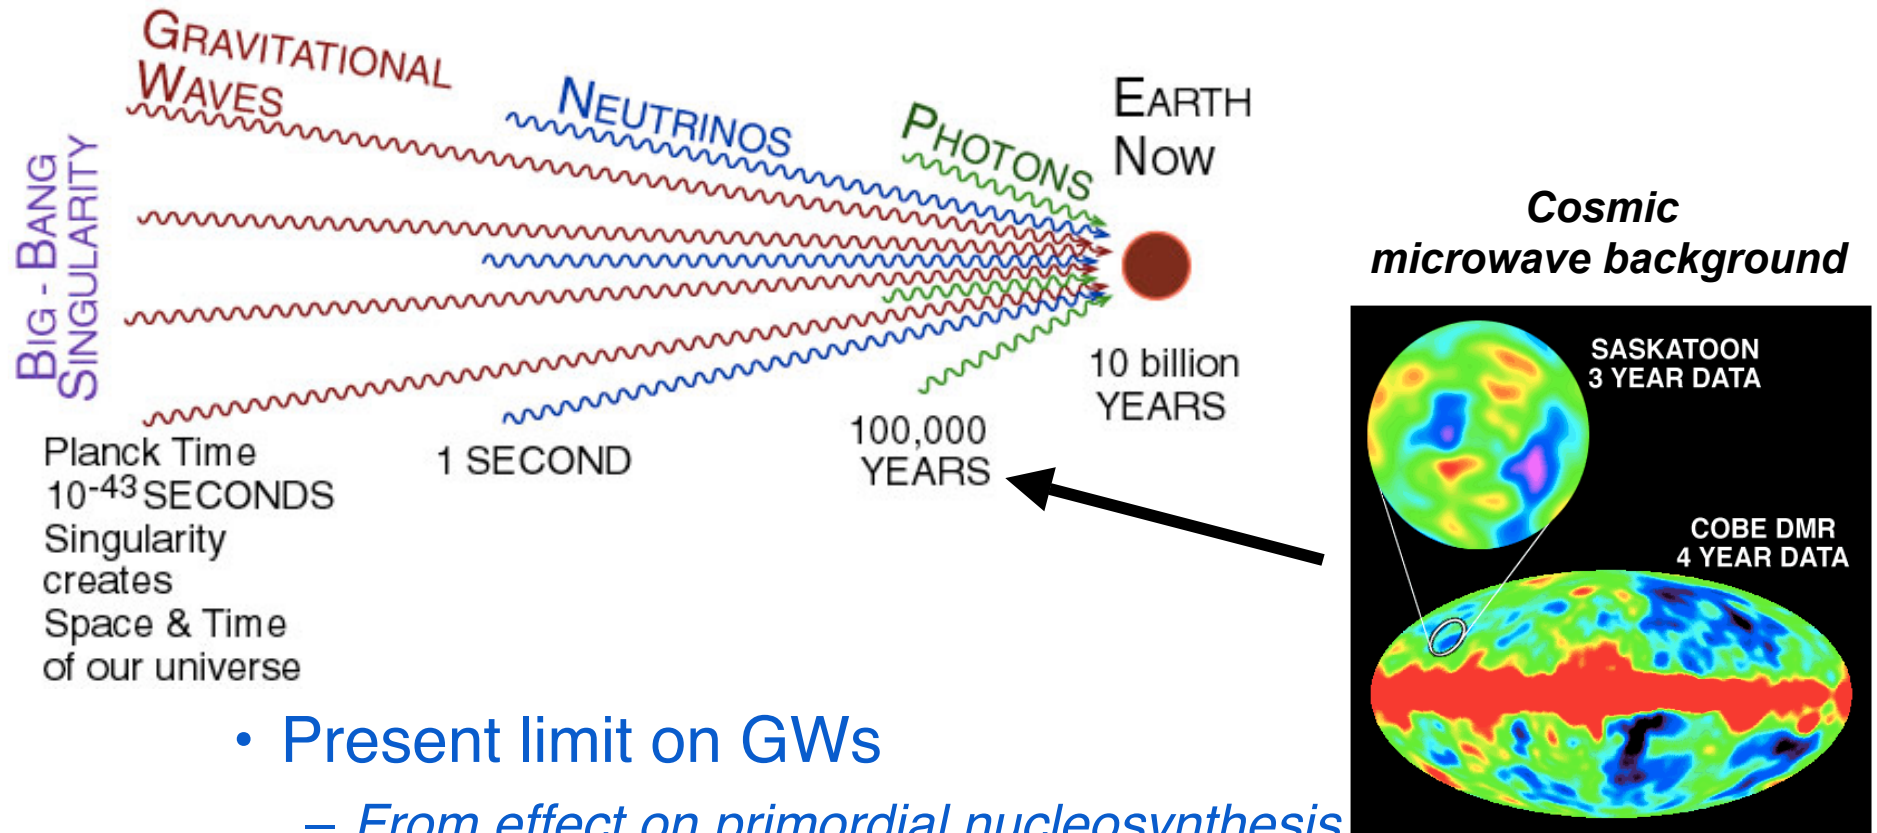 GRAVITATIONAL
WAVES
NEUTRINOS
PHOTONS
EARTH
NOW
BIG - BANG
SINGULARITY
Planck Time
10-43 SECONDS
Singularity
creates
Space & Time
of our universe
1 SECOND
100,000
YEARS
10 billion
YEARS
Cosmic
microwave background
SASKATOON
3 YEAR DATA
COBE DMR
4 YEAR DATA
• Present limit on GWs
– From effect on primordial nucleosynthesis